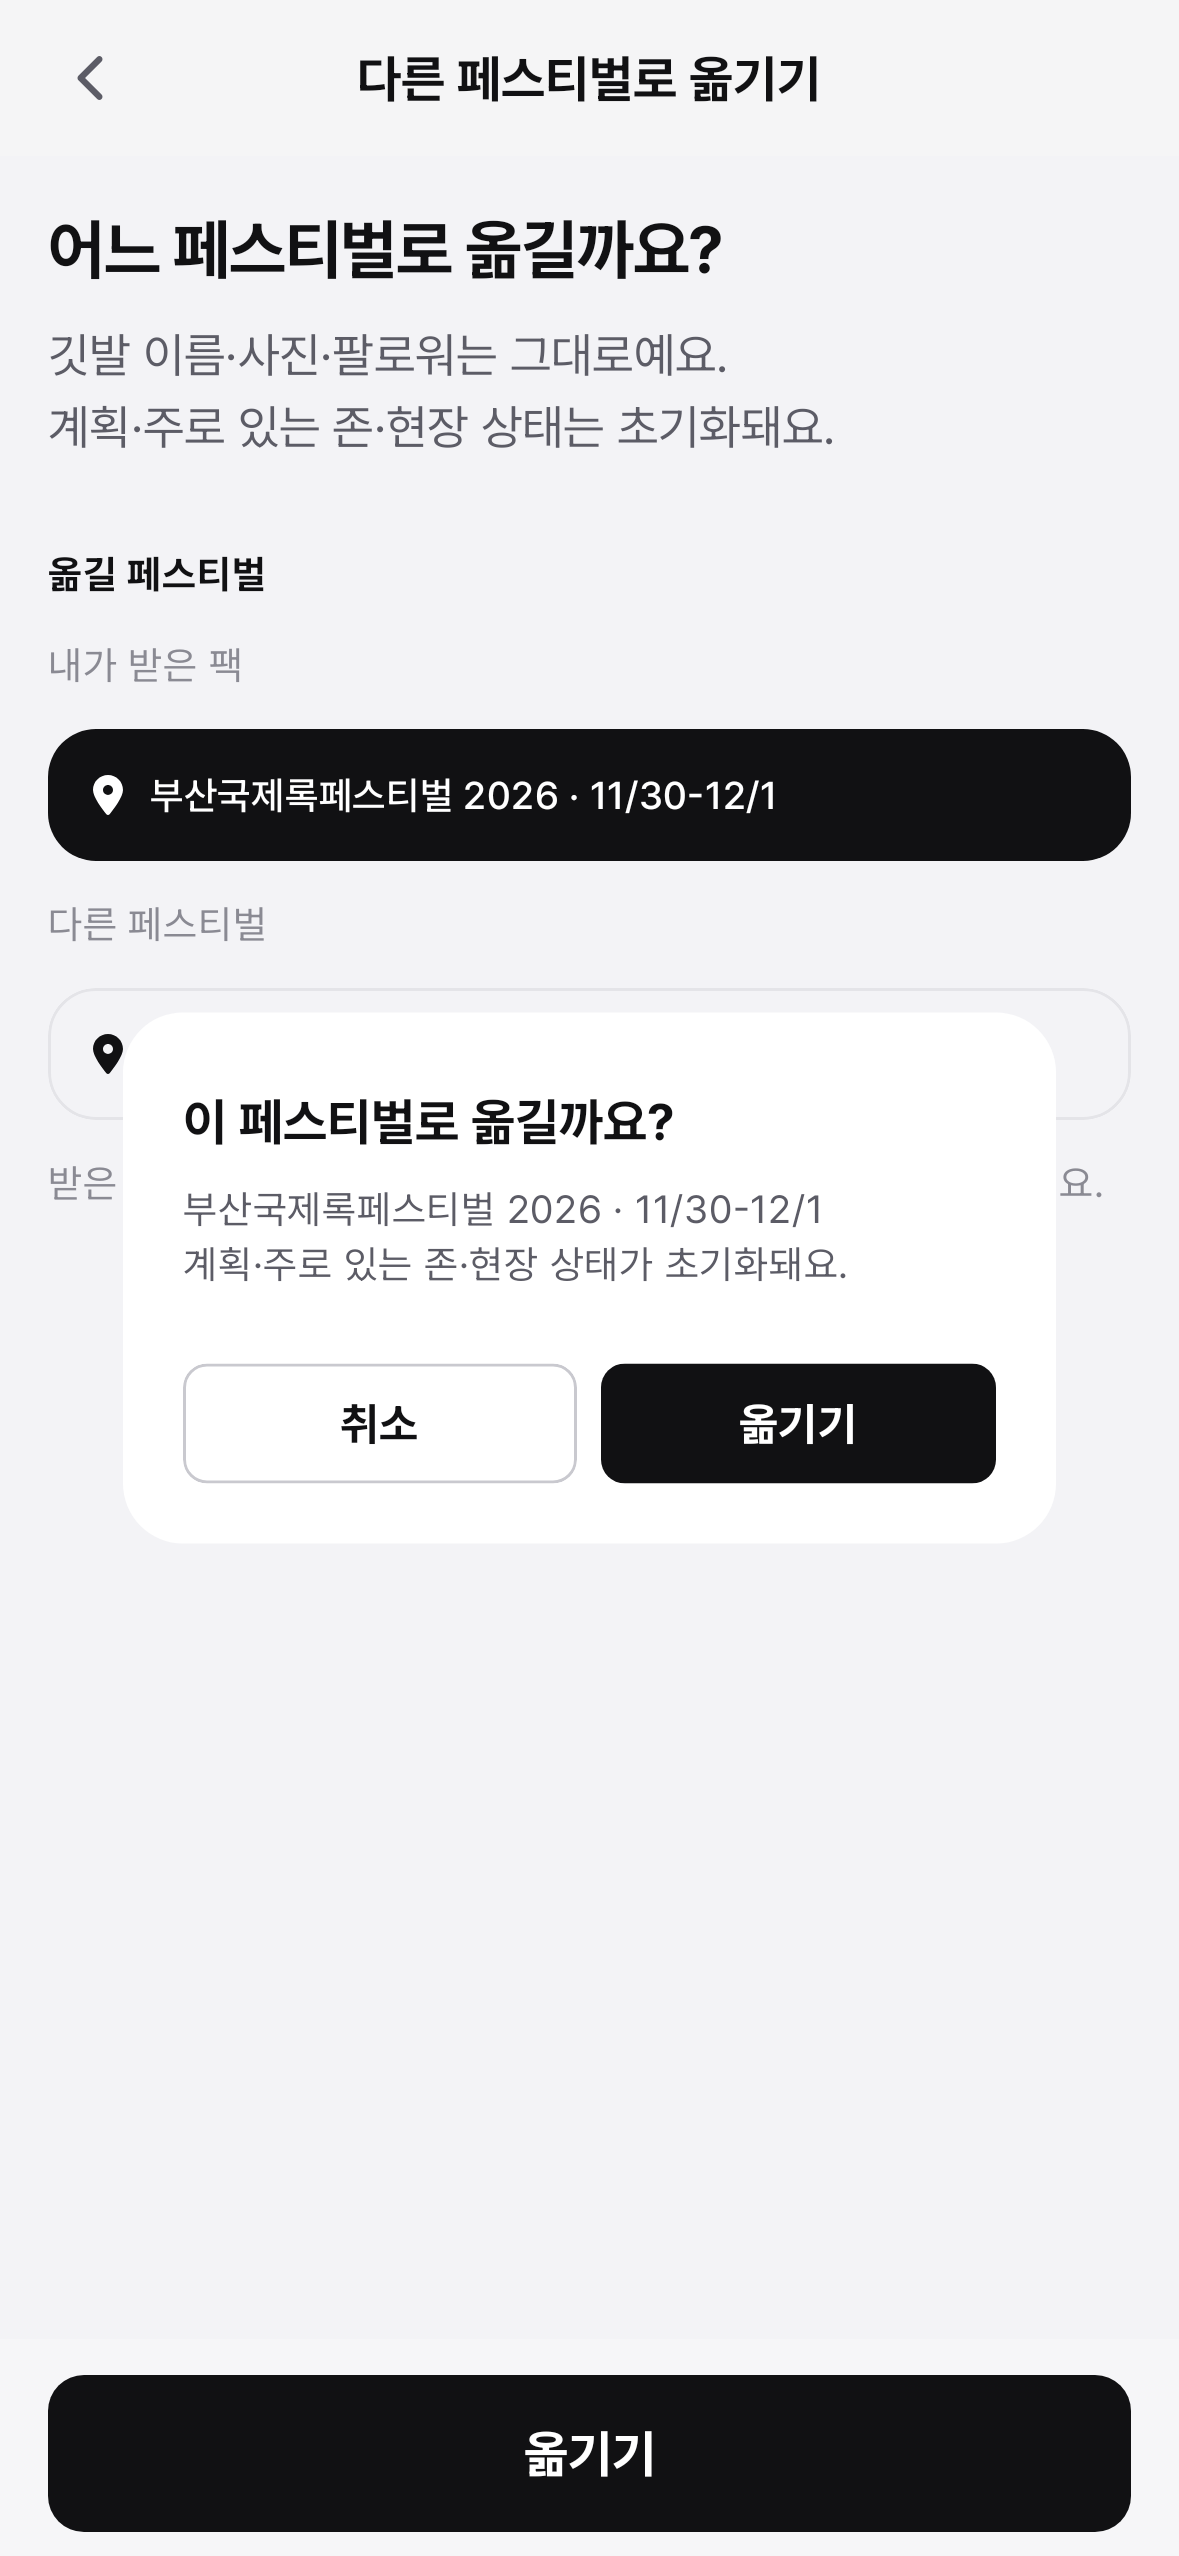 다른 페스티벌로 옮기기
어느 페스티벌로 옮길까요?
깃발 이름·사진·팔로워는 그대로예요.
계획·주로 있는 존·현장 상태는 초기화돼요.
옮길 페스티벌
내가 받은 팩
부산국제록페스티벌 2026 · 11/30-12/1
다른 페스티벌
받은
요.
이 페스티벌로 옮길까요?
부산국제록페스티벌 2026 · 11/30-12/1
계획·주로 있는 존·현장 상태가 초기화돼요.
취소
옮기기
옮기기